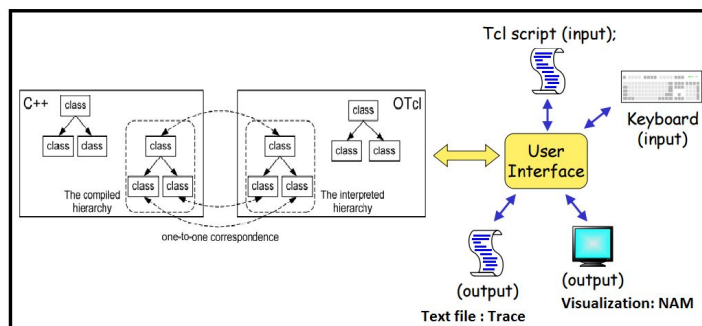 C++
class
class
class
class
class
class
The compiled
hierarchy
OTcl
class
class
class
class
class
class
The interpreted
hierarchy
one-to-one correspondence
Tcl script (input);
Keyboard
(input)
User
Interface
(output)
Text file : Trace
(output)
Visualization: NAM